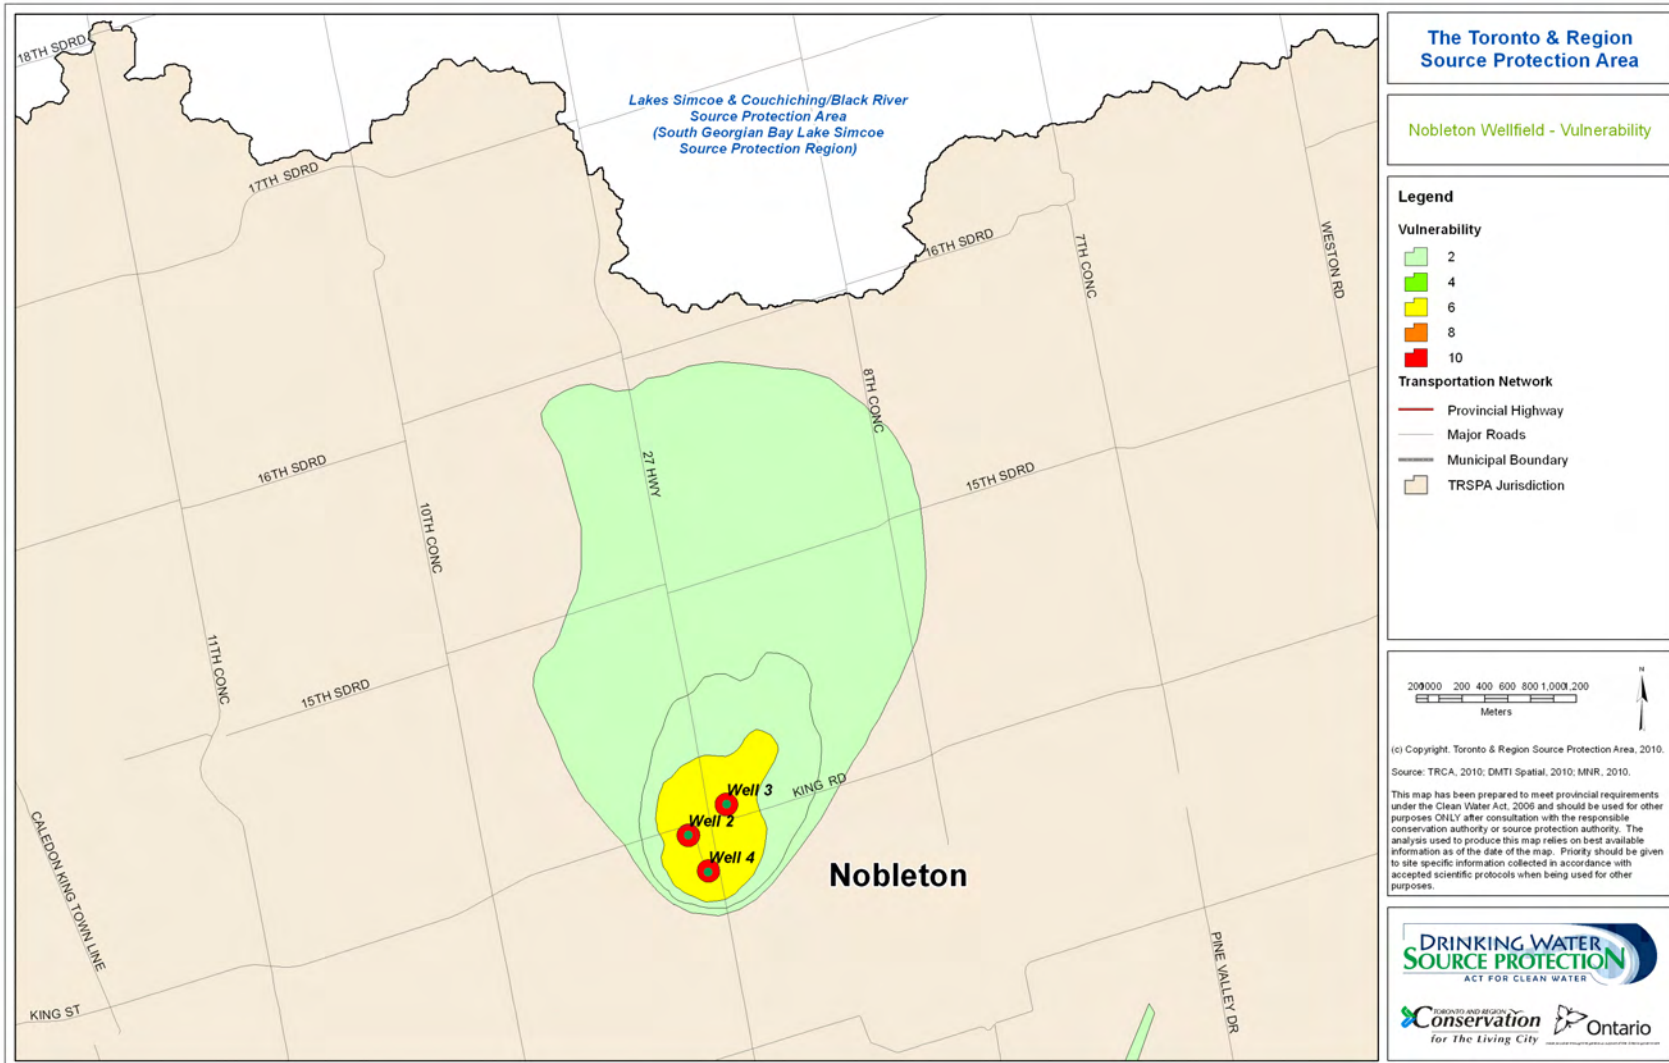 18TH SDRD
Lakes Simcoe & Couchiching/Black River
Source Protection Area
(South Georgian Bay Lake Simcoe
Source Protection Region)
17TH SDRD
16TH SDRD
7TH CONC
WESTON RD
8TH CONC
27 HWY
16TH SDRD
15TH SDRD
10TH CONC
11TH CONC
15TH SDRD
KING RD
Well 3
Well 2
Well 4
Nobleton
CALEDON KING TOWN LINE
PINE VALLEY DR
KING ST
The Toronto & Region
Source Protection Area
Nobleton Wellfield - Vulnerability
Legend
Vulnerability
2
4
6
8
10
Transportation Network
Provincial Highway
Major Roads
Municipal Boundary
TRSPA Jurisdiction
N
200 400 600 800 1,000 1,200
Meters
(c) Copyright. Toronto & Region Source Protection Area, 2010.
Source: TRCA, 2010; DMTI Spatial, 2010; MNR, 2010.
This map has been prepared to meet provincial requirements
under the Clean Water Act, 2006 and should be used for other
purposes ONLY after consultation with the responsible
conservation authority or source protection authority. The
analysis used to produce this map relies on best available
information as of the date of the map. Priority should be given
to site specific information collected in accordance with
accepted scientific protocols when being used for other
purposes.
DRINKING WATER
SOURCE PROTECTION
ACT FOR CLEAN WATER
TORONTO AND REGION
Conservation
for The Living City
Ontario